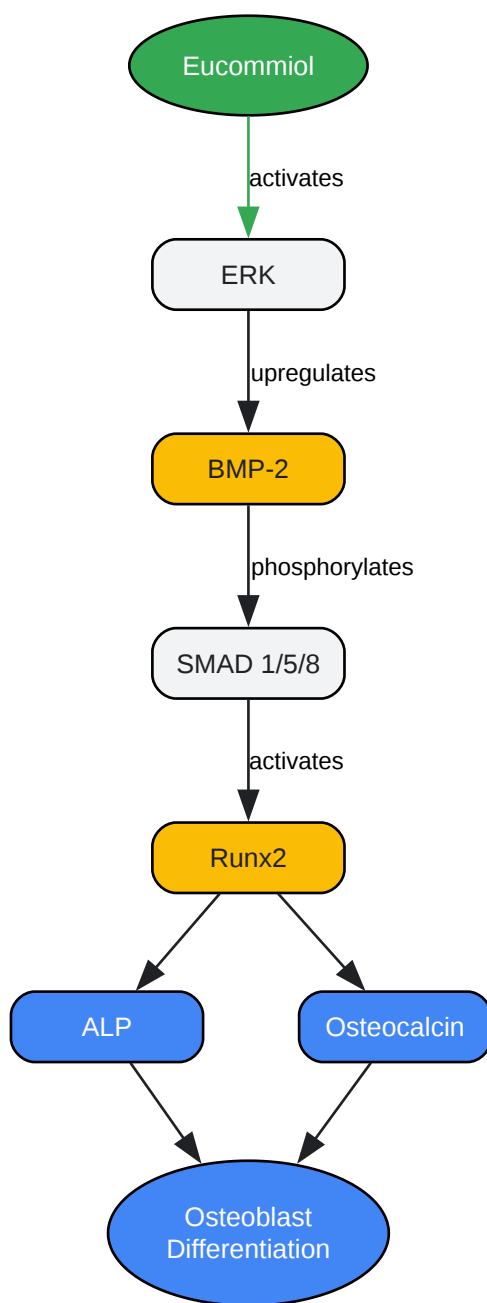 Eucommiol
activates
ERK
upregulates
BMP-2
phosphorylates
SMAD 1/5/8
activates
Runx2
ALP
Osteocalcin
Osteoblast
Differentiation